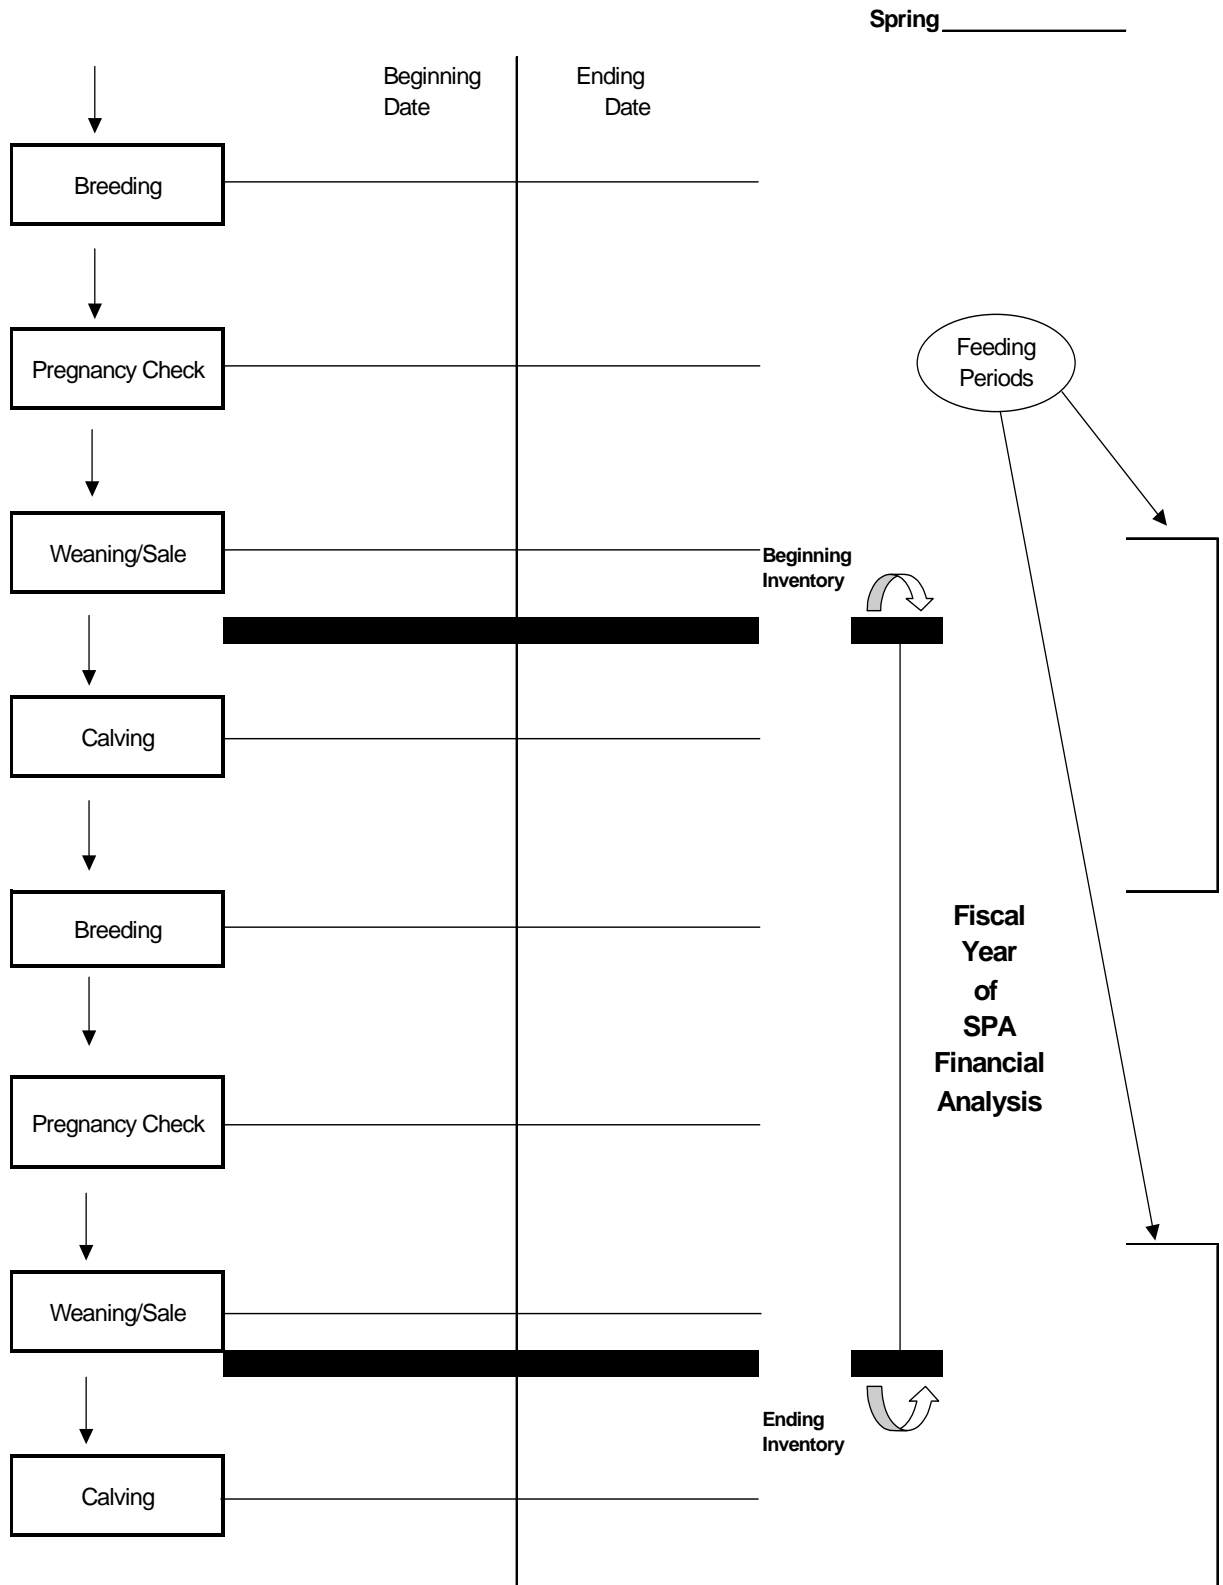 Spring
Beginning
Date
Ending
Date
Breeding
Pregnancy Check
Feeding
Periods
Weaning/Sale
Beginning
Inventory
Calving
Breeding
Fiscal
Year
of
SPA
Financial
Analysis
Pregnancy Check
Weaning/Sale
Ending
Inventory
Calving